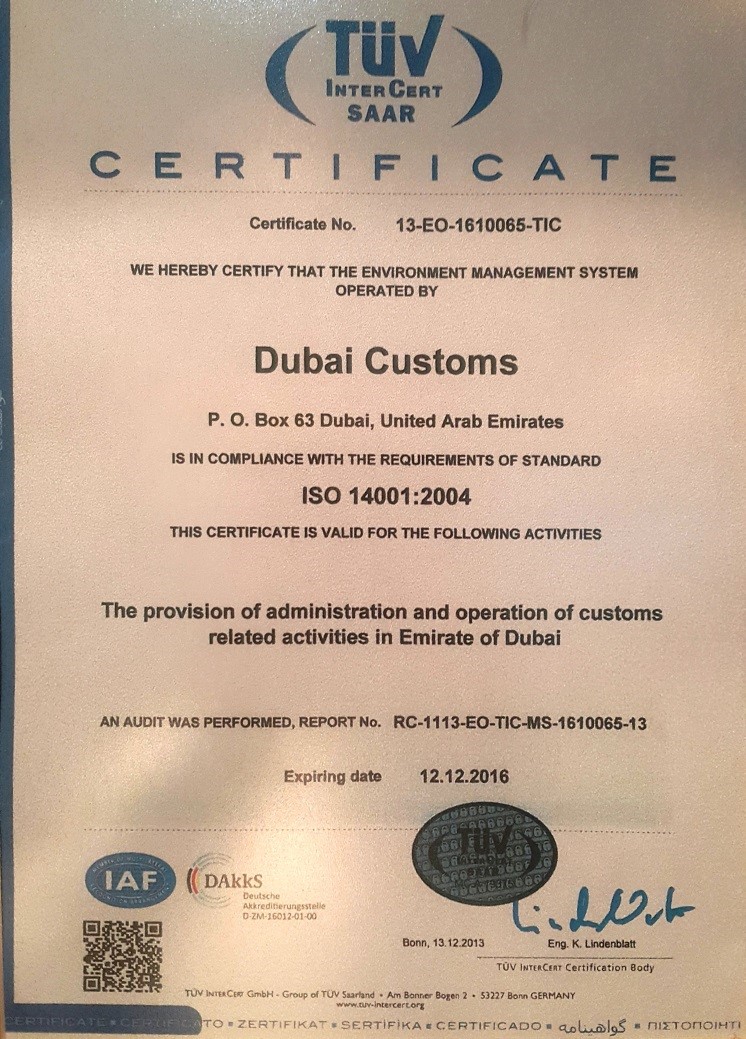 TÜV
INTERCERT
SAAR
CERTIFICATE
Certificate No. 13-EO-1610065-TIC
WE HEREBY CERTIFY THAT THE ENVIRONMENT MANAGEMENT SYSTEM
OPERATED BY
Dubai Customs
P. O. Box 63 Dubai, United Arab Emirates
IS IN COMPLIANCE WITH THE REQUIREMENTS OF STANDARD
ISO 14001:2004
THIS CERTIFICATE IS VALID FOR THE FOLLOWING ACTIVITIES
The provision of administration and operation of customs
related activities in Emirate of Dubai
AN AUDIT WAS PERFORMED, REPORT No. RC-1113-EO-TIC-MS-1610065-13
Expiring date 12.12.2016
TÜV
IAF
DAkkS
Deutsche
Akkreditierungsstelle
D-ZM-16012-01-00
Bonn, 13.12.2013 Eng. K. Lindenblatt
TÜV INTERCERT Certification Body
TÜV INTERCERT GmbH - Group of TÜV Saarland • Am Bonner Bogen 2 • 53227 Bonn GERMANY
www.tuv-intercert.org
CERTIFICATE ▪ CERTIFICATO ▪ ZERTIFIKAT ▪ SERTİFİKA ▪ CERTIFICADO ▪ گواهینامه ▪ ΠΙΣΤΟΠΟΙΗΤΙ